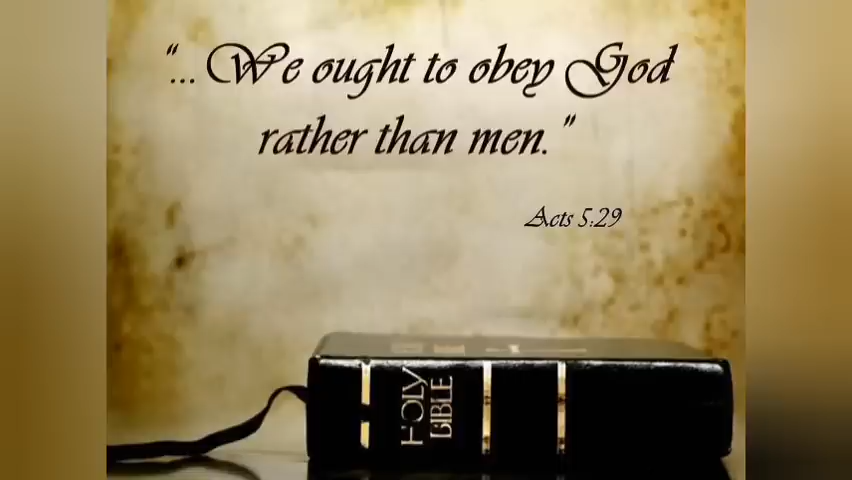 "... We ought to obey God
rather than men."
Acts 5:29
HOLY
BIBLE